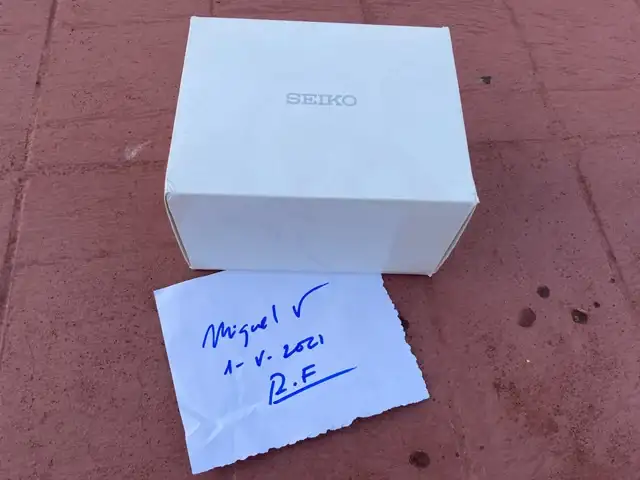 SEIKO
Miguel V
1-V-2021
R.F